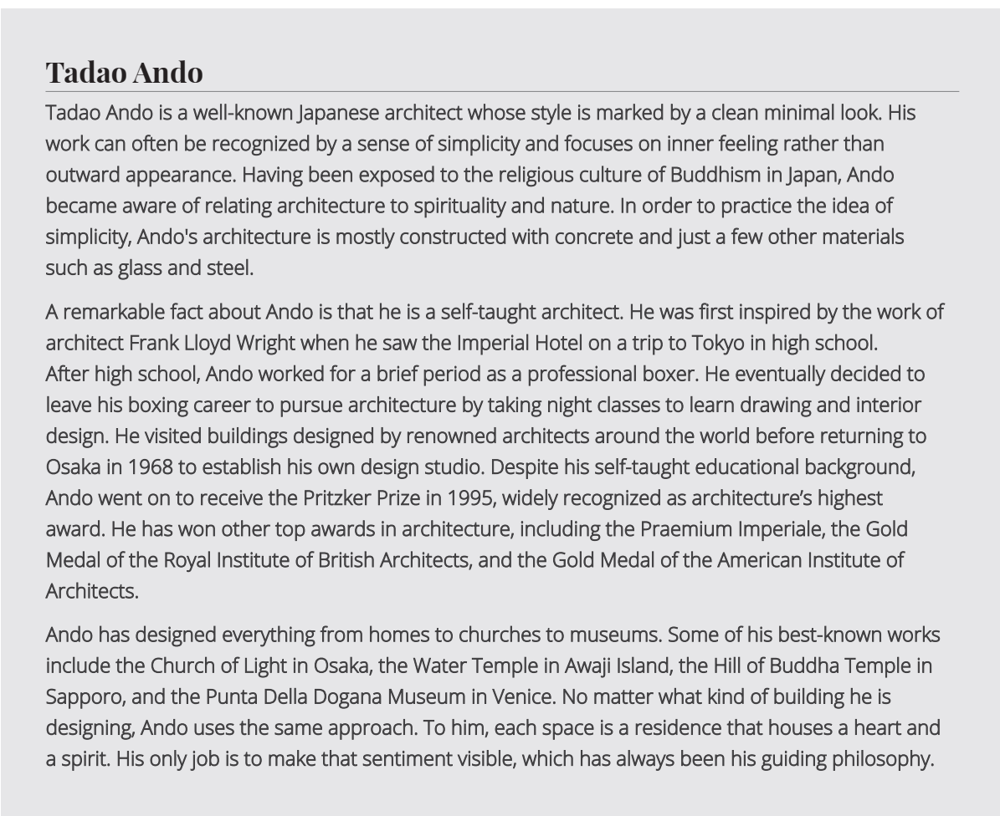 Tadao Ando
Tadao Ando is a well-known Japanese architect whose style is marked by a clean minimal look. His
work can often be recognized by a sense of simplicity and focuses on inner feeling rather than
outward appearance. Having been exposed to the religious culture of Buddhism in Japan, Ando
became aware of relating architecture to spirituality and nature. In order to practice the idea of
simplicity, Ando's architecture is mostly constructed with concrete and just a few other materials
such as glass and steel.
A remarkable fact about Ando is that he is a self-taught architect. He was first inspired by the work of
architect Frank Lloyd Wright when he saw the Imperial Hotel on a trip to Tokyo in high school.
After high school, Ando worked for a brief period as a professional boxer. He eventually decided to
leave his boxing career to pursue architecture by taking night classes to learn drawing and interior
design. He visited buildings designed by renowned architects around the world before returning to
Osaka in 1968 to establish his own design studio. Despite his self-taught educational background,
Ando went on to receive the Pritzker Prize in 1995, widely recognized as architecture’s highest
award. He has won other top awards in architecture, including the Praemium Imperiale, the Gold
Medal of the Royal Institute of British Architects, and the Gold Medal of the American Institute of
Architects.
Ando has designed everything from homes to churches to museums. Some of his best-known works
include the Church of Light in Osaka, the Water Temple in Awaji Island, the Hill of Buddha Temple in
Sapporo, and the Punta Della Dogana Museum in Venice. No matter what kind of building he is
designing, Ando uses the same approach. To him, each space is a residence that houses a heart and
a spirit. His only job is to make that sentiment visible, which has always been his guiding philosophy.